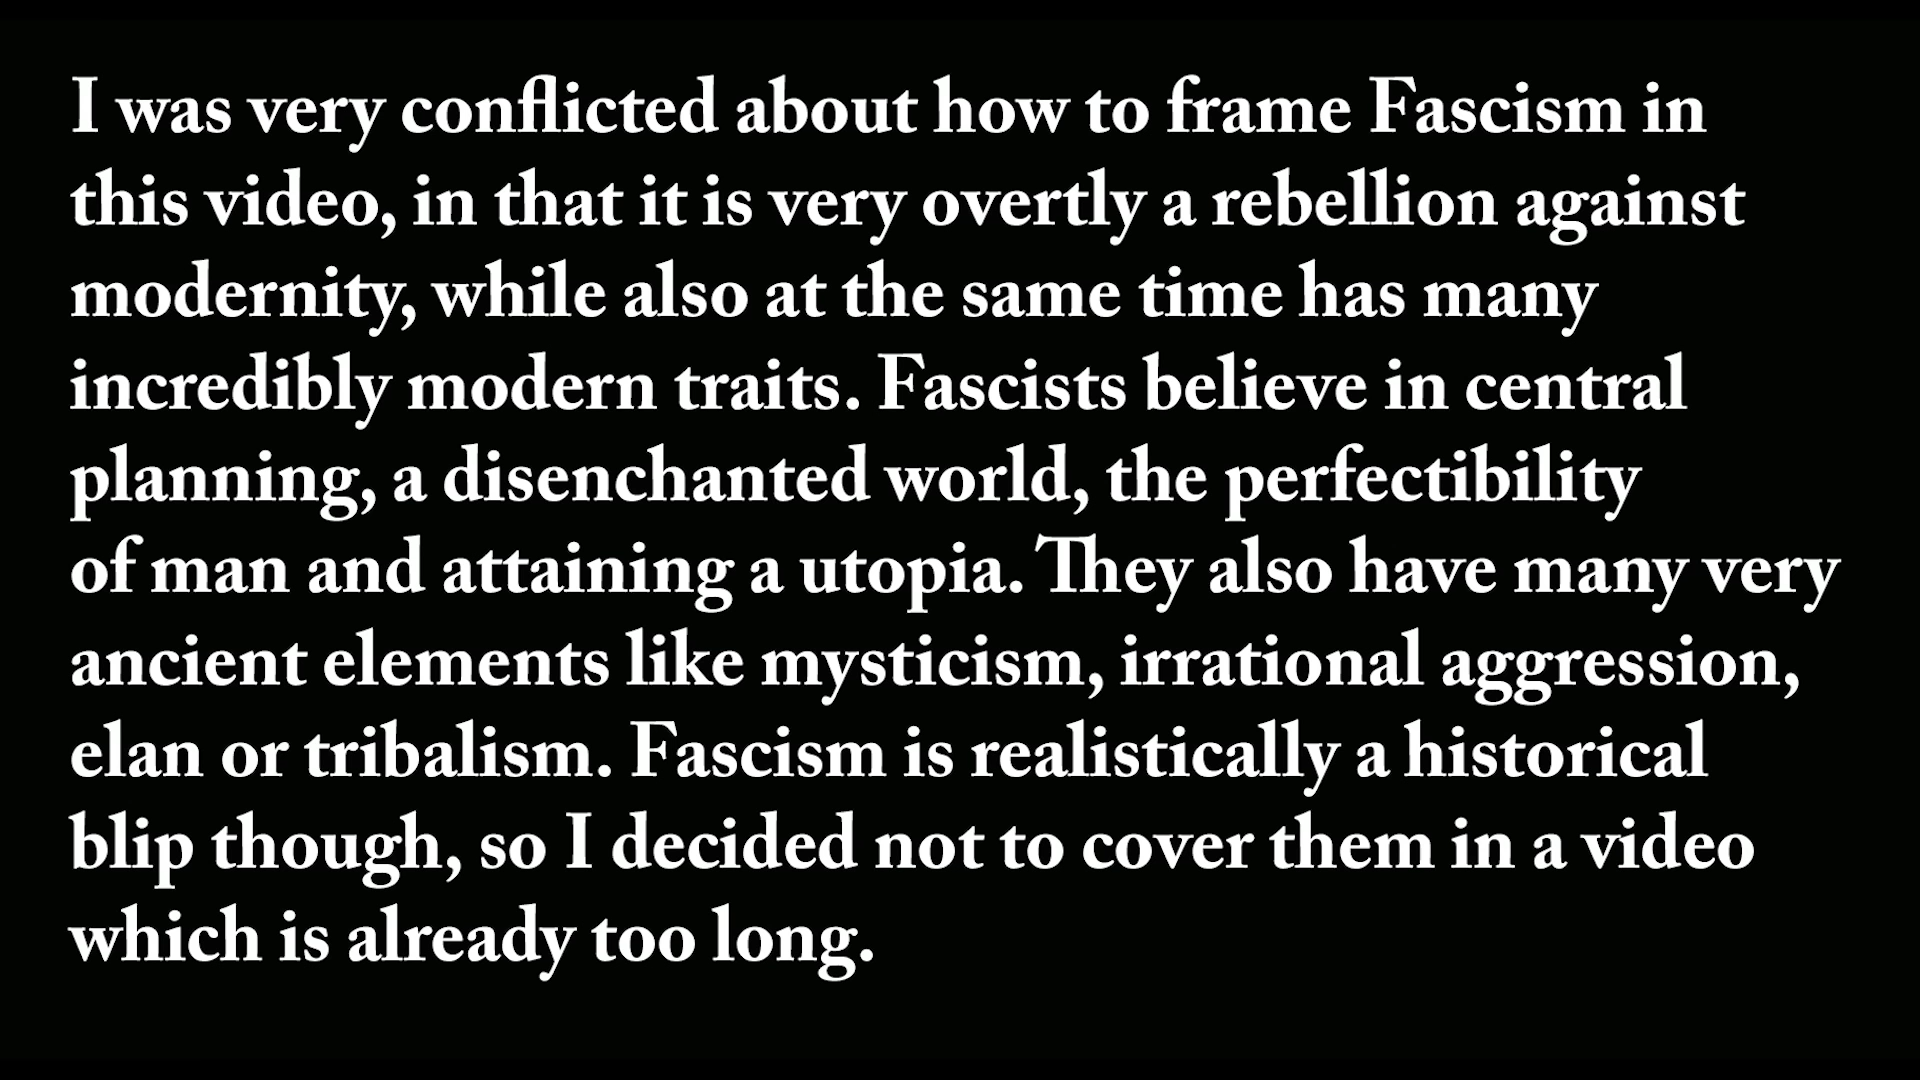 I was very conflicted about how to frame Fascism in
this video, in that it is very overtly a rebellion against
modernity, while also at the same time has many
incredibly modern traits. Fascists believe in central
planning, a disenchanted world, the perfectibility
of man and attaining a utopia. They also have many very
ancient elements like mysticism, irrational aggression,
elan or tribalism. Fascism is realistically a historical
blip though, so I decided not to cover them in a video
which is already too long.